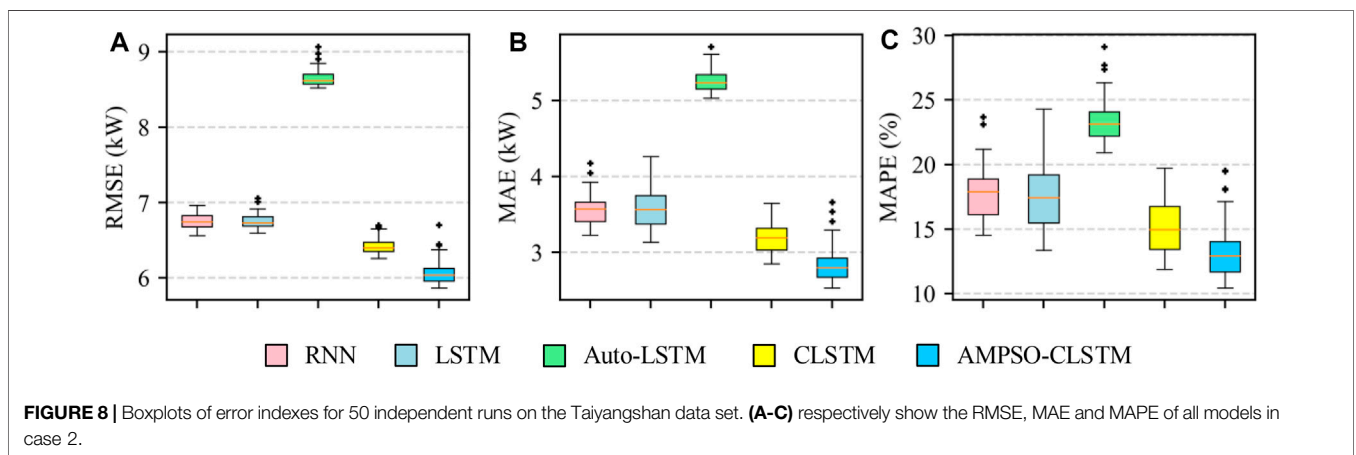 A
RMSE (kW)
9
8
7
6
B
MAE (kW)
5
4
3
C
MAPE (%)
30
25
20
15
10
RNN LSTM Auto-LSTM CLSTM AMPSO-CLSTM
FIGURE 8 | Boxplots of error indexes for 50 independent runs on the Taiyangshan data set. (A-C) respectively show the RMSE, MAE and MAPE of all models in
case 2.